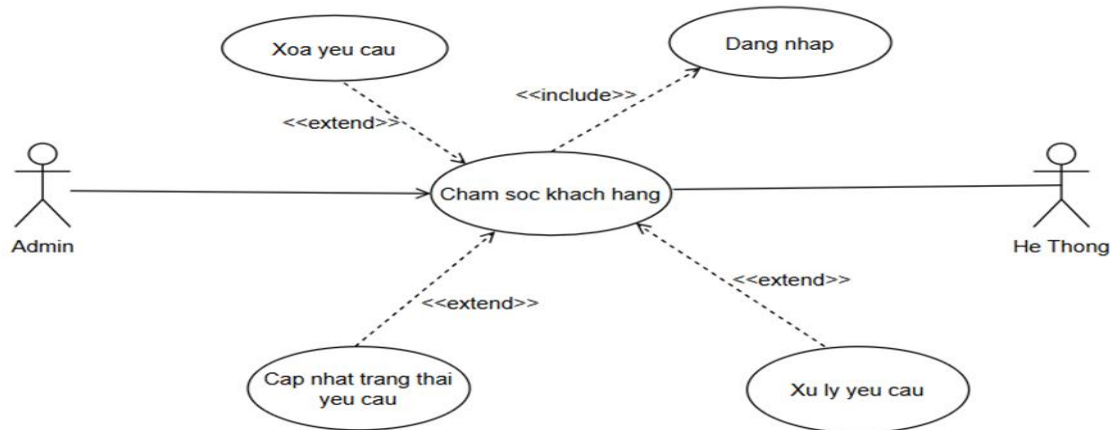 Xoa yeu cau
Dang nhap
<<include>>
<<extend>>
Cham soc khach hang
Admin
He Thong
<<extend>>
<<extend>>
Cap nhat trang thai
yeu cau
Xu ly yeu cau